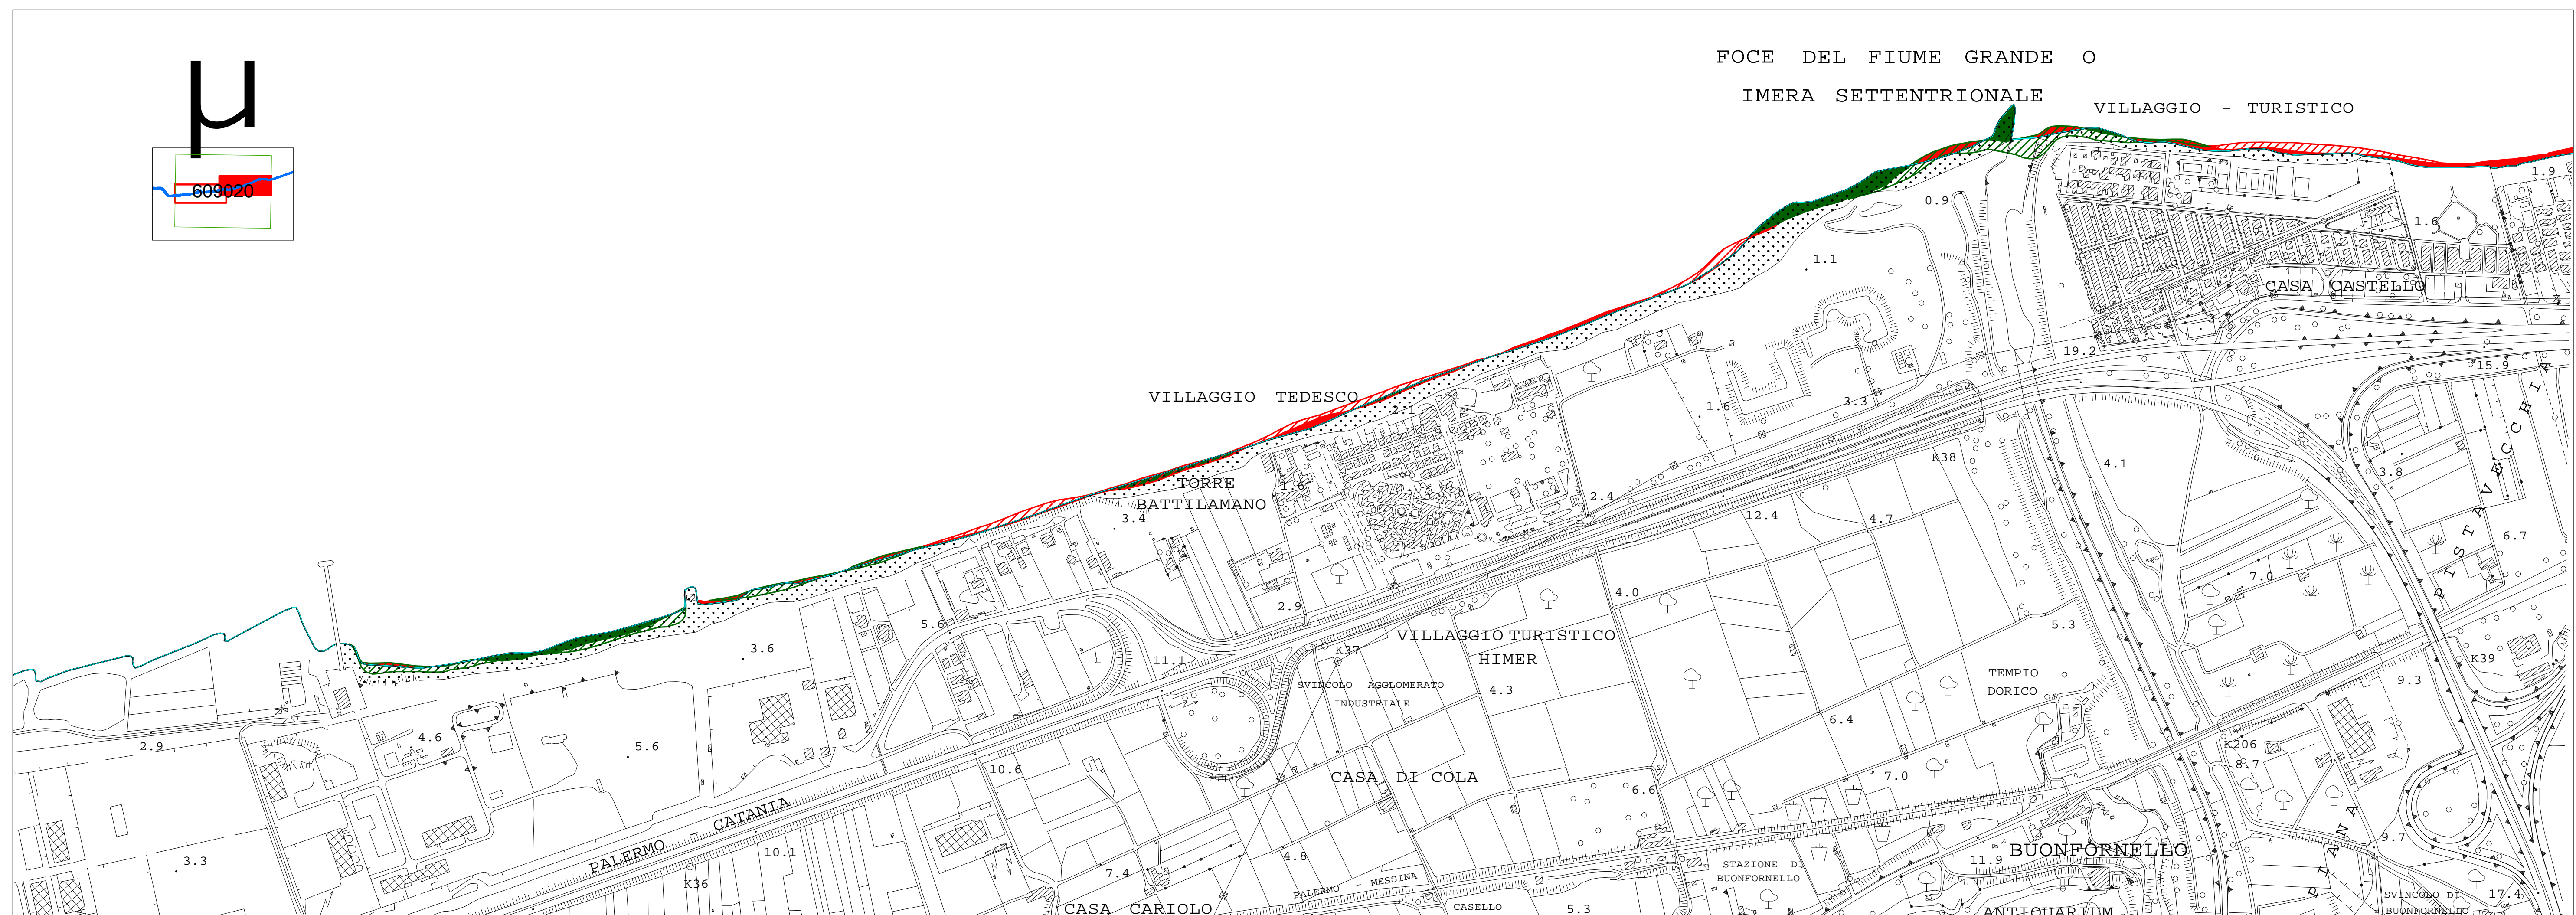 µ
609020
FOCE DEL FIUME GRANDE O
IMERA SETTENTRIONALE
VILLAGGIO - TURISTICO
1.9
0.9
1.6
1.1
CASA CASTELLO
19.2
15.9
VILLAGGIO TEDESCO
2.1
1.6
3.3
K38
4.1
3.8
PISTAVECCHIA
TORRE
BATTILAMANO
1.6
2.4
3.4
12.4
4.7
6.7
7.0
4.0
2.9
5.6
5.3
3.6
VILLAGGIO TURISTICO
HIMER
K37
11.1
K39
SVINCOLO AGGLOMERATO
INDUSTRIALE
4.3
TEMPIO
DORICO
9.3
6.4
2.9
4.6
5.6
K206
8.7
10.6
CASA DI COLA
7.0
6.6
PALERMO - CATANIA
10.1
3.3
4.8
K36
7.4
9.7
PIANA
BUONFORNELLO
11.9
STAZIONE DI
BUONFORNELLO
PALERMO - MESSINA
17.4
SVINCOLO DI
BUONFORNELLO
CASA CARIOLO
CASELLO
5.3
ANTIQUARIUM